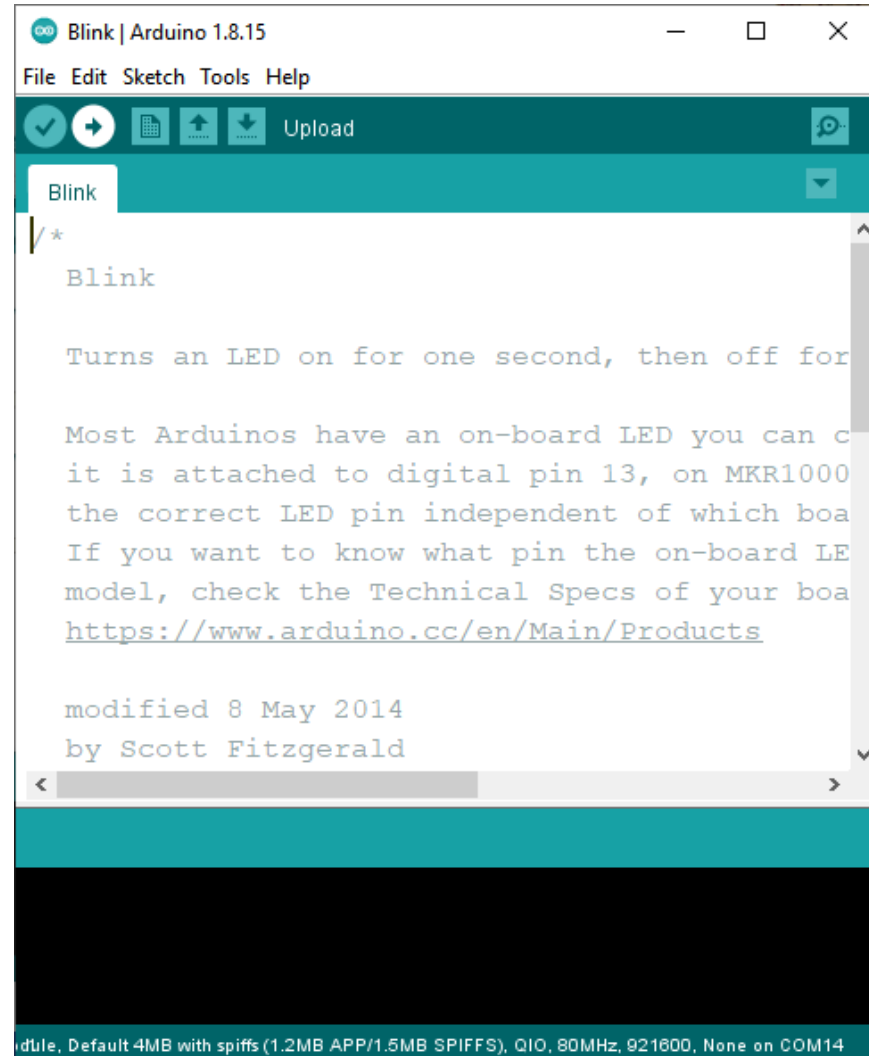 Blink | Arduino 1.8.15
File Edit Sketch Tools Help
Upload
Blink
/*
Blink
Turns an LED on for one second, then off for
Most Arduinos have an on-board LED you can c
it is attached to digital pin 13, on MKR1000
the correct LED pin independent of which boa
If you want to know what pin the on-board LE
model, check the Technical Specs of your boa
https://www.arduino.cc/en/Main/Products
modified 8 May 2014
by Scott Fitzgerald
dule, Default 4MB with spiffs (1.2MB APP/1.5MB SPIFFS), QIO, 80MHz, 921600, None on COM14